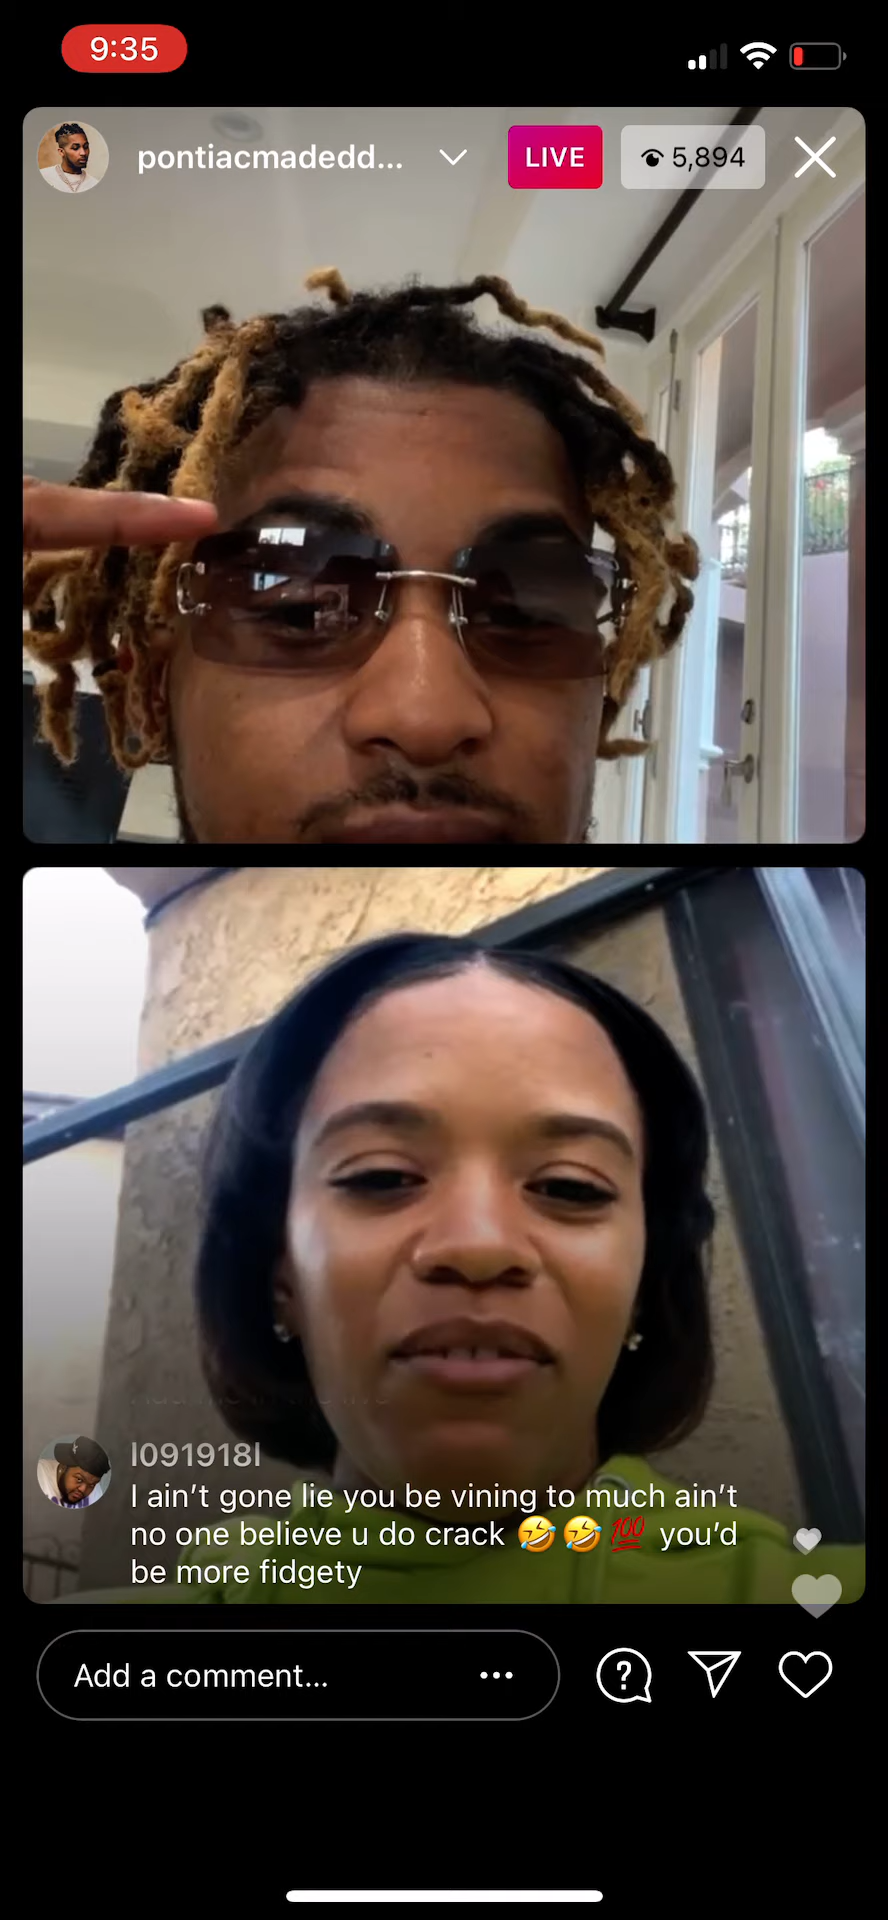 9:35
pontiacmadedd...
LIVE
5,894
l091918l
I ain't gone lie you be vining to much ain't
no one believe u do crack 🤣🤣💯 you'd
be more fidgety
Add a comment...